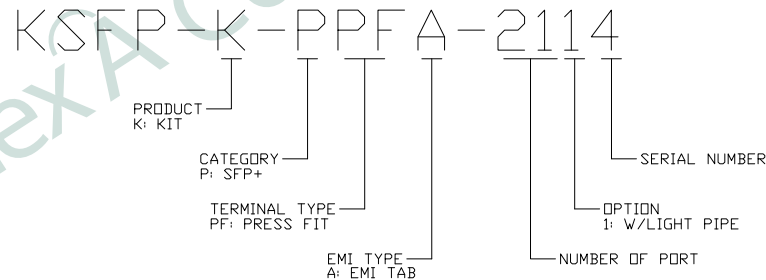 KSFP-K-PPFA-2114
PRODUCT
K: KIT
CATEGORY
P: SFP+
TERMINAL TYPE
PF: PRESS FIT
EMI TYPE
A: EMI TAB
SERIAL NUMBER
OPTION
1: W/LIGHT PIPE
NUMBER OF PORT